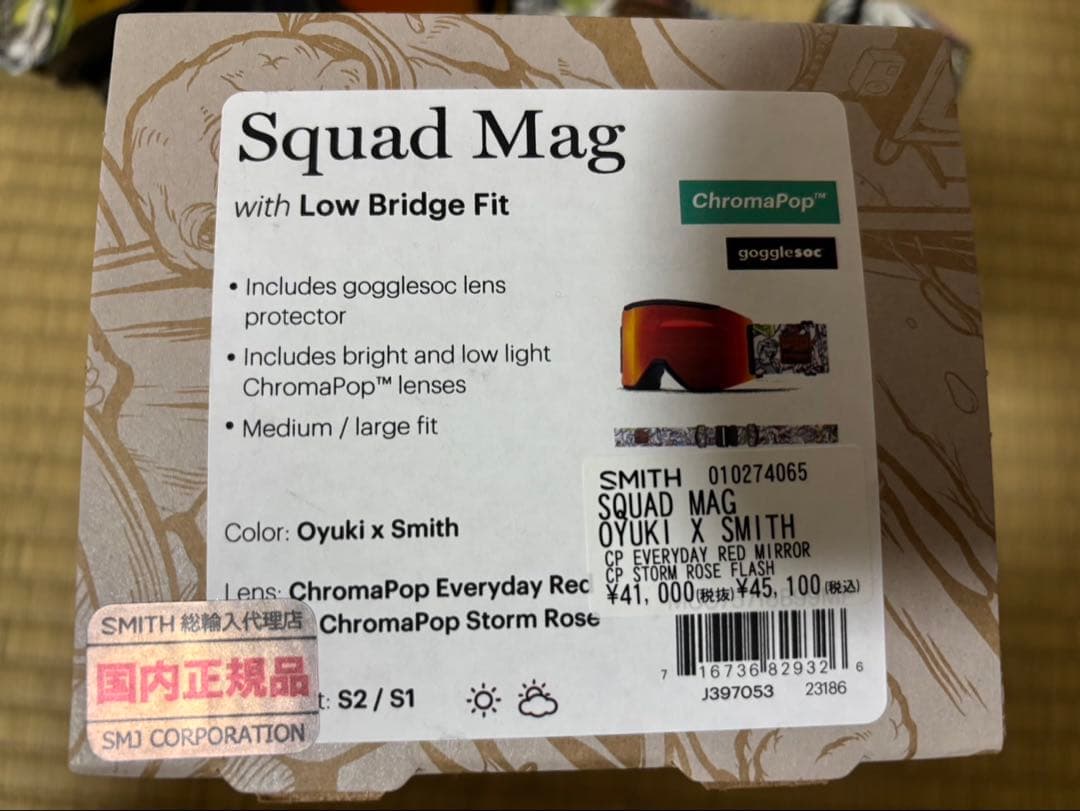 Squad Mag
with Low Bridge Fit
ChromaPop™
gogglesoc
• Includes gogglesoc lens
protector
• Includes bright and low light
ChromaPop™ lenses
• Medium / large fit
Color: Oyuki x Smith
Lens: ChromaPop Everyday Red
ChromaPop Storm Rose
t: S2 / S1
SMITH 010274065
SQUAD MAG
OYUKI X SMITH
CP EVERYDAY RED MIRROR
CP STORM ROSE FLASH
¥41,000(税抜)¥45,100(税込)
7 16736 82932 6
J397053 23186
SMITH 総輸入代理店
国内正規品
SMJ CORPORATION